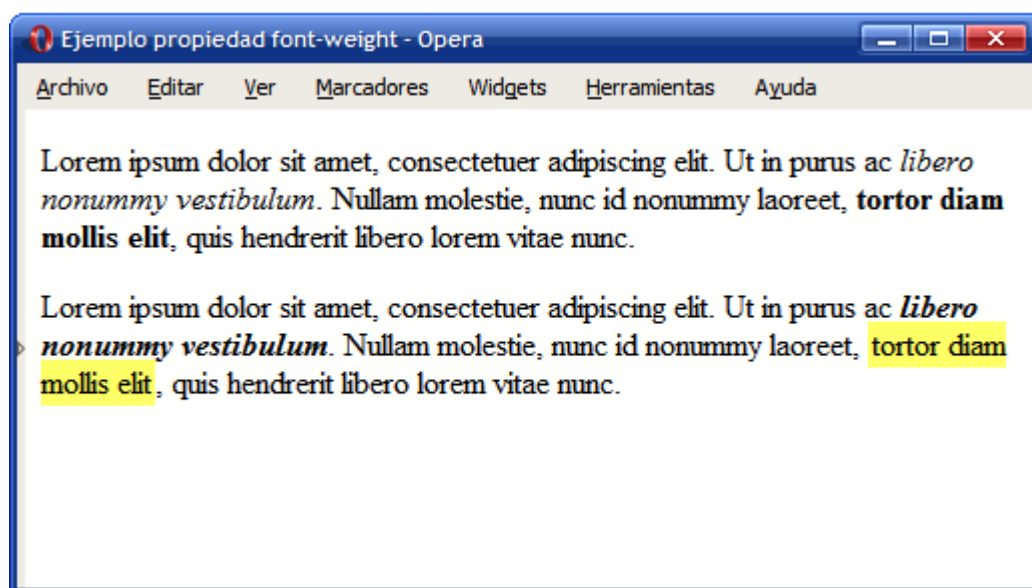 Ejemplo propiedad font-weight - Opera
Archivo Editar Ver Marcadores Widgets Herramientas Ayuda
Lorem ipsum dolor sit amet, consectetuer adipiscing elit. Ut in purus ac libero
nonummy vestibulum. Nullam molestie, nunc id nonummy laoreet, tortor diam
mollis elit, quis hendrerit libero lorem vitae nunc.
Lorem ipsum dolor sit amet, consectetuer adipiscing elit. Ut in purus ac libero
nonummy vestibulum. Nullam molestie, nunc id nonummy laoreet, tortor diam
mollis elit, quis hendrerit libero lorem vitae nunc.